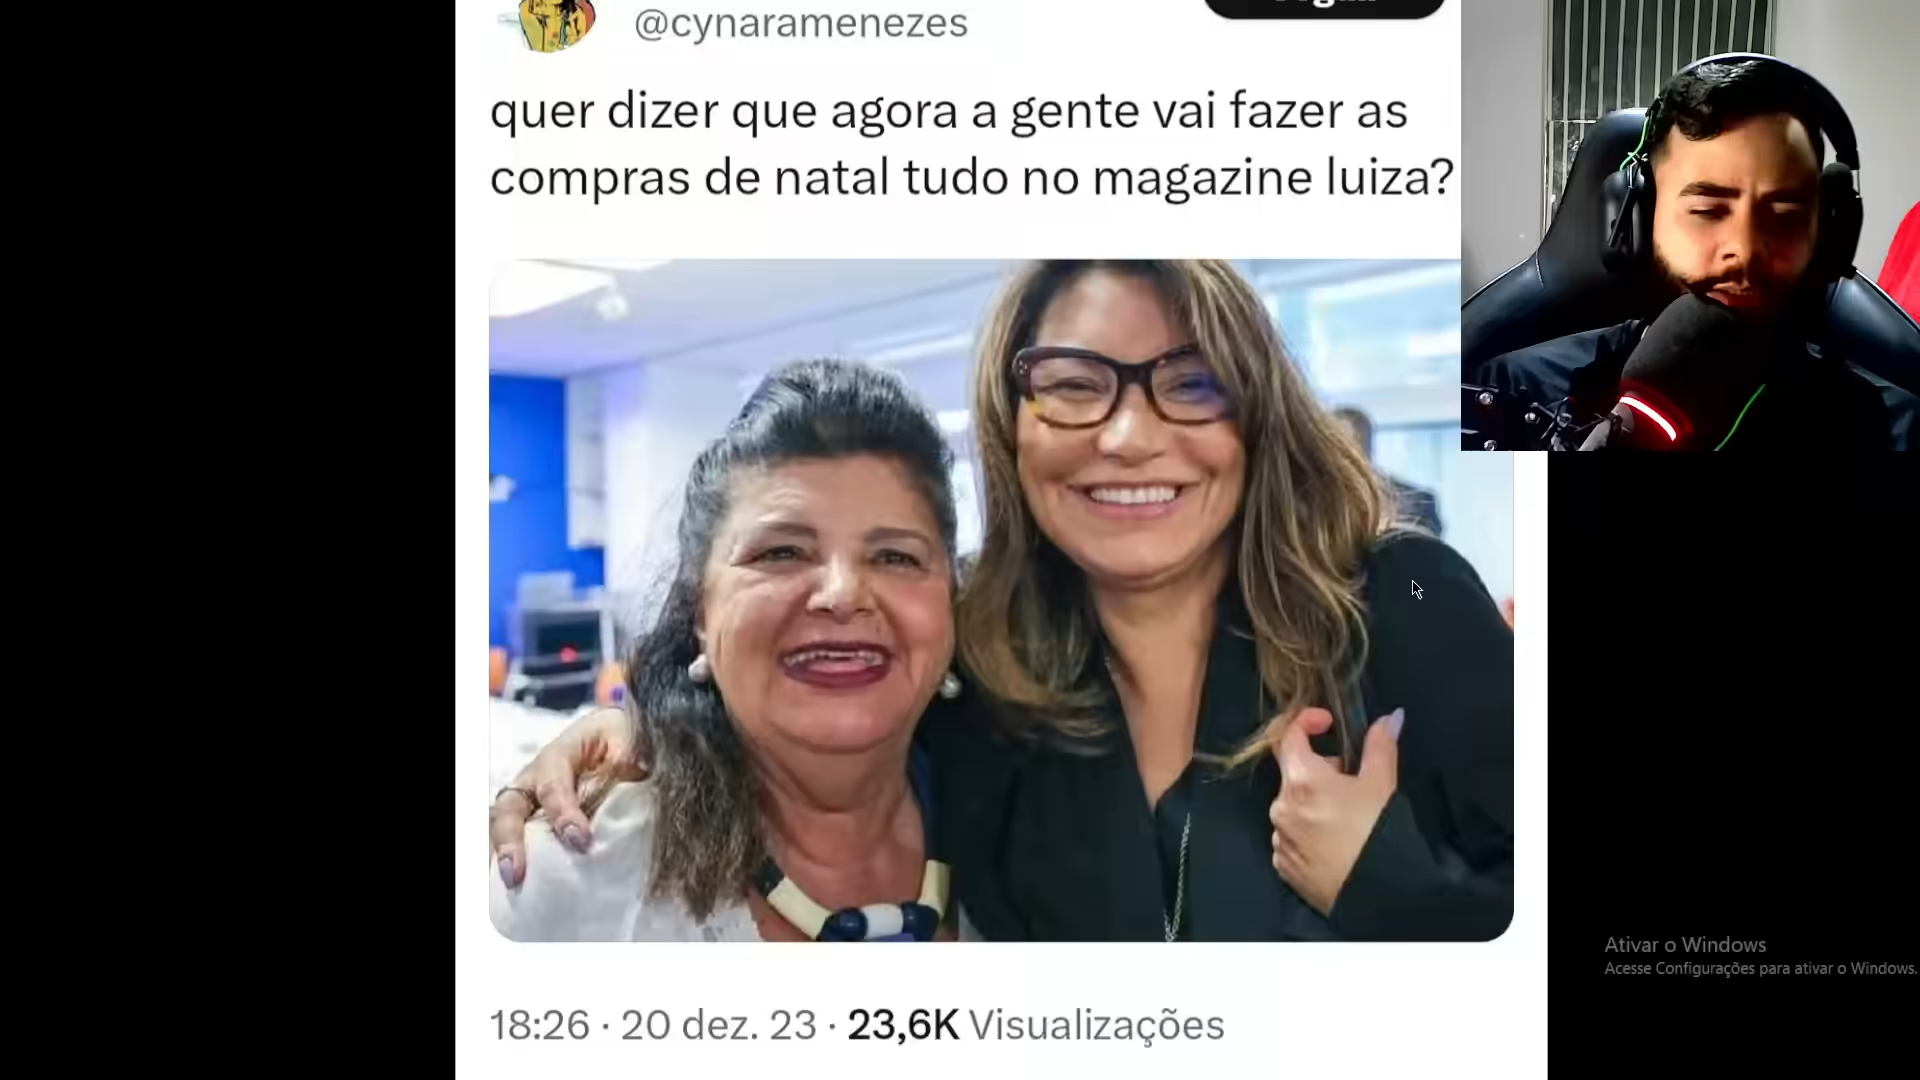 @cynaramenezes
quer dizer que agora a gente vai fazer as
compras de natal tudo no magazine luiza?
18:26 · 20 dez. 23 · 23,6K Visualizações
Ativar o Windows
Acesse Configurações para ativar o Windows.